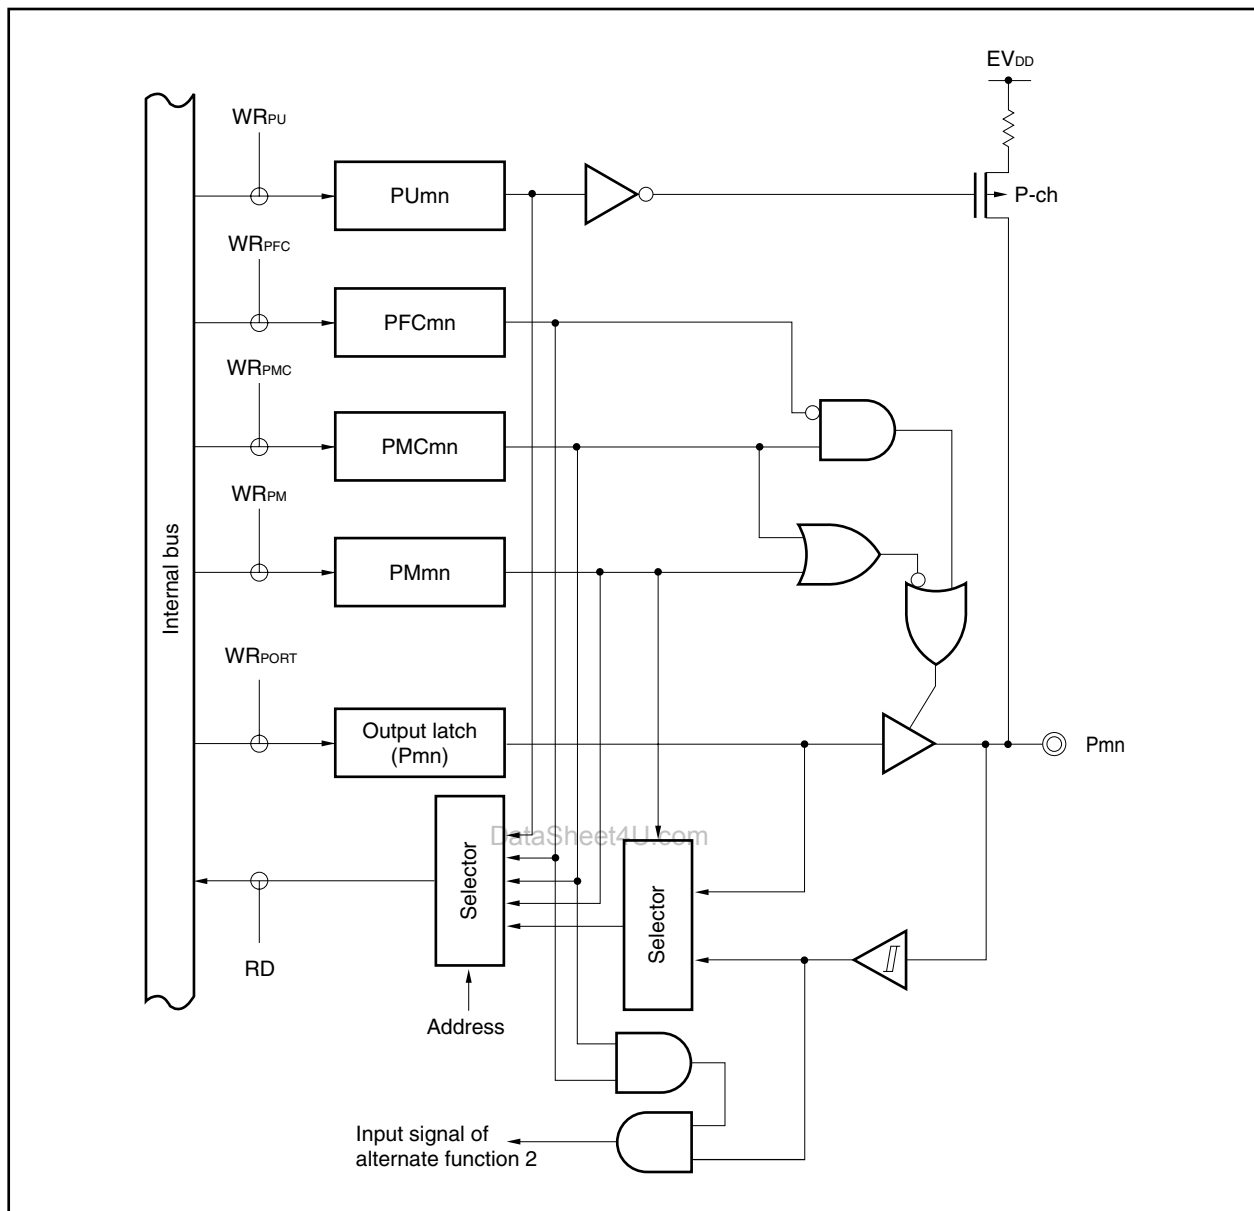 EVDD
WRPU
PUmn
P-ch
WRPFC
PFCmn
WRPMC
PMCmn
WRPM
PMmn
Internal bus
WRPORT
Output latch
(Pmn)
Pmn
DataSheet4U.com
Selector
Selector
RD
Address
Input signal of
alternate function 2